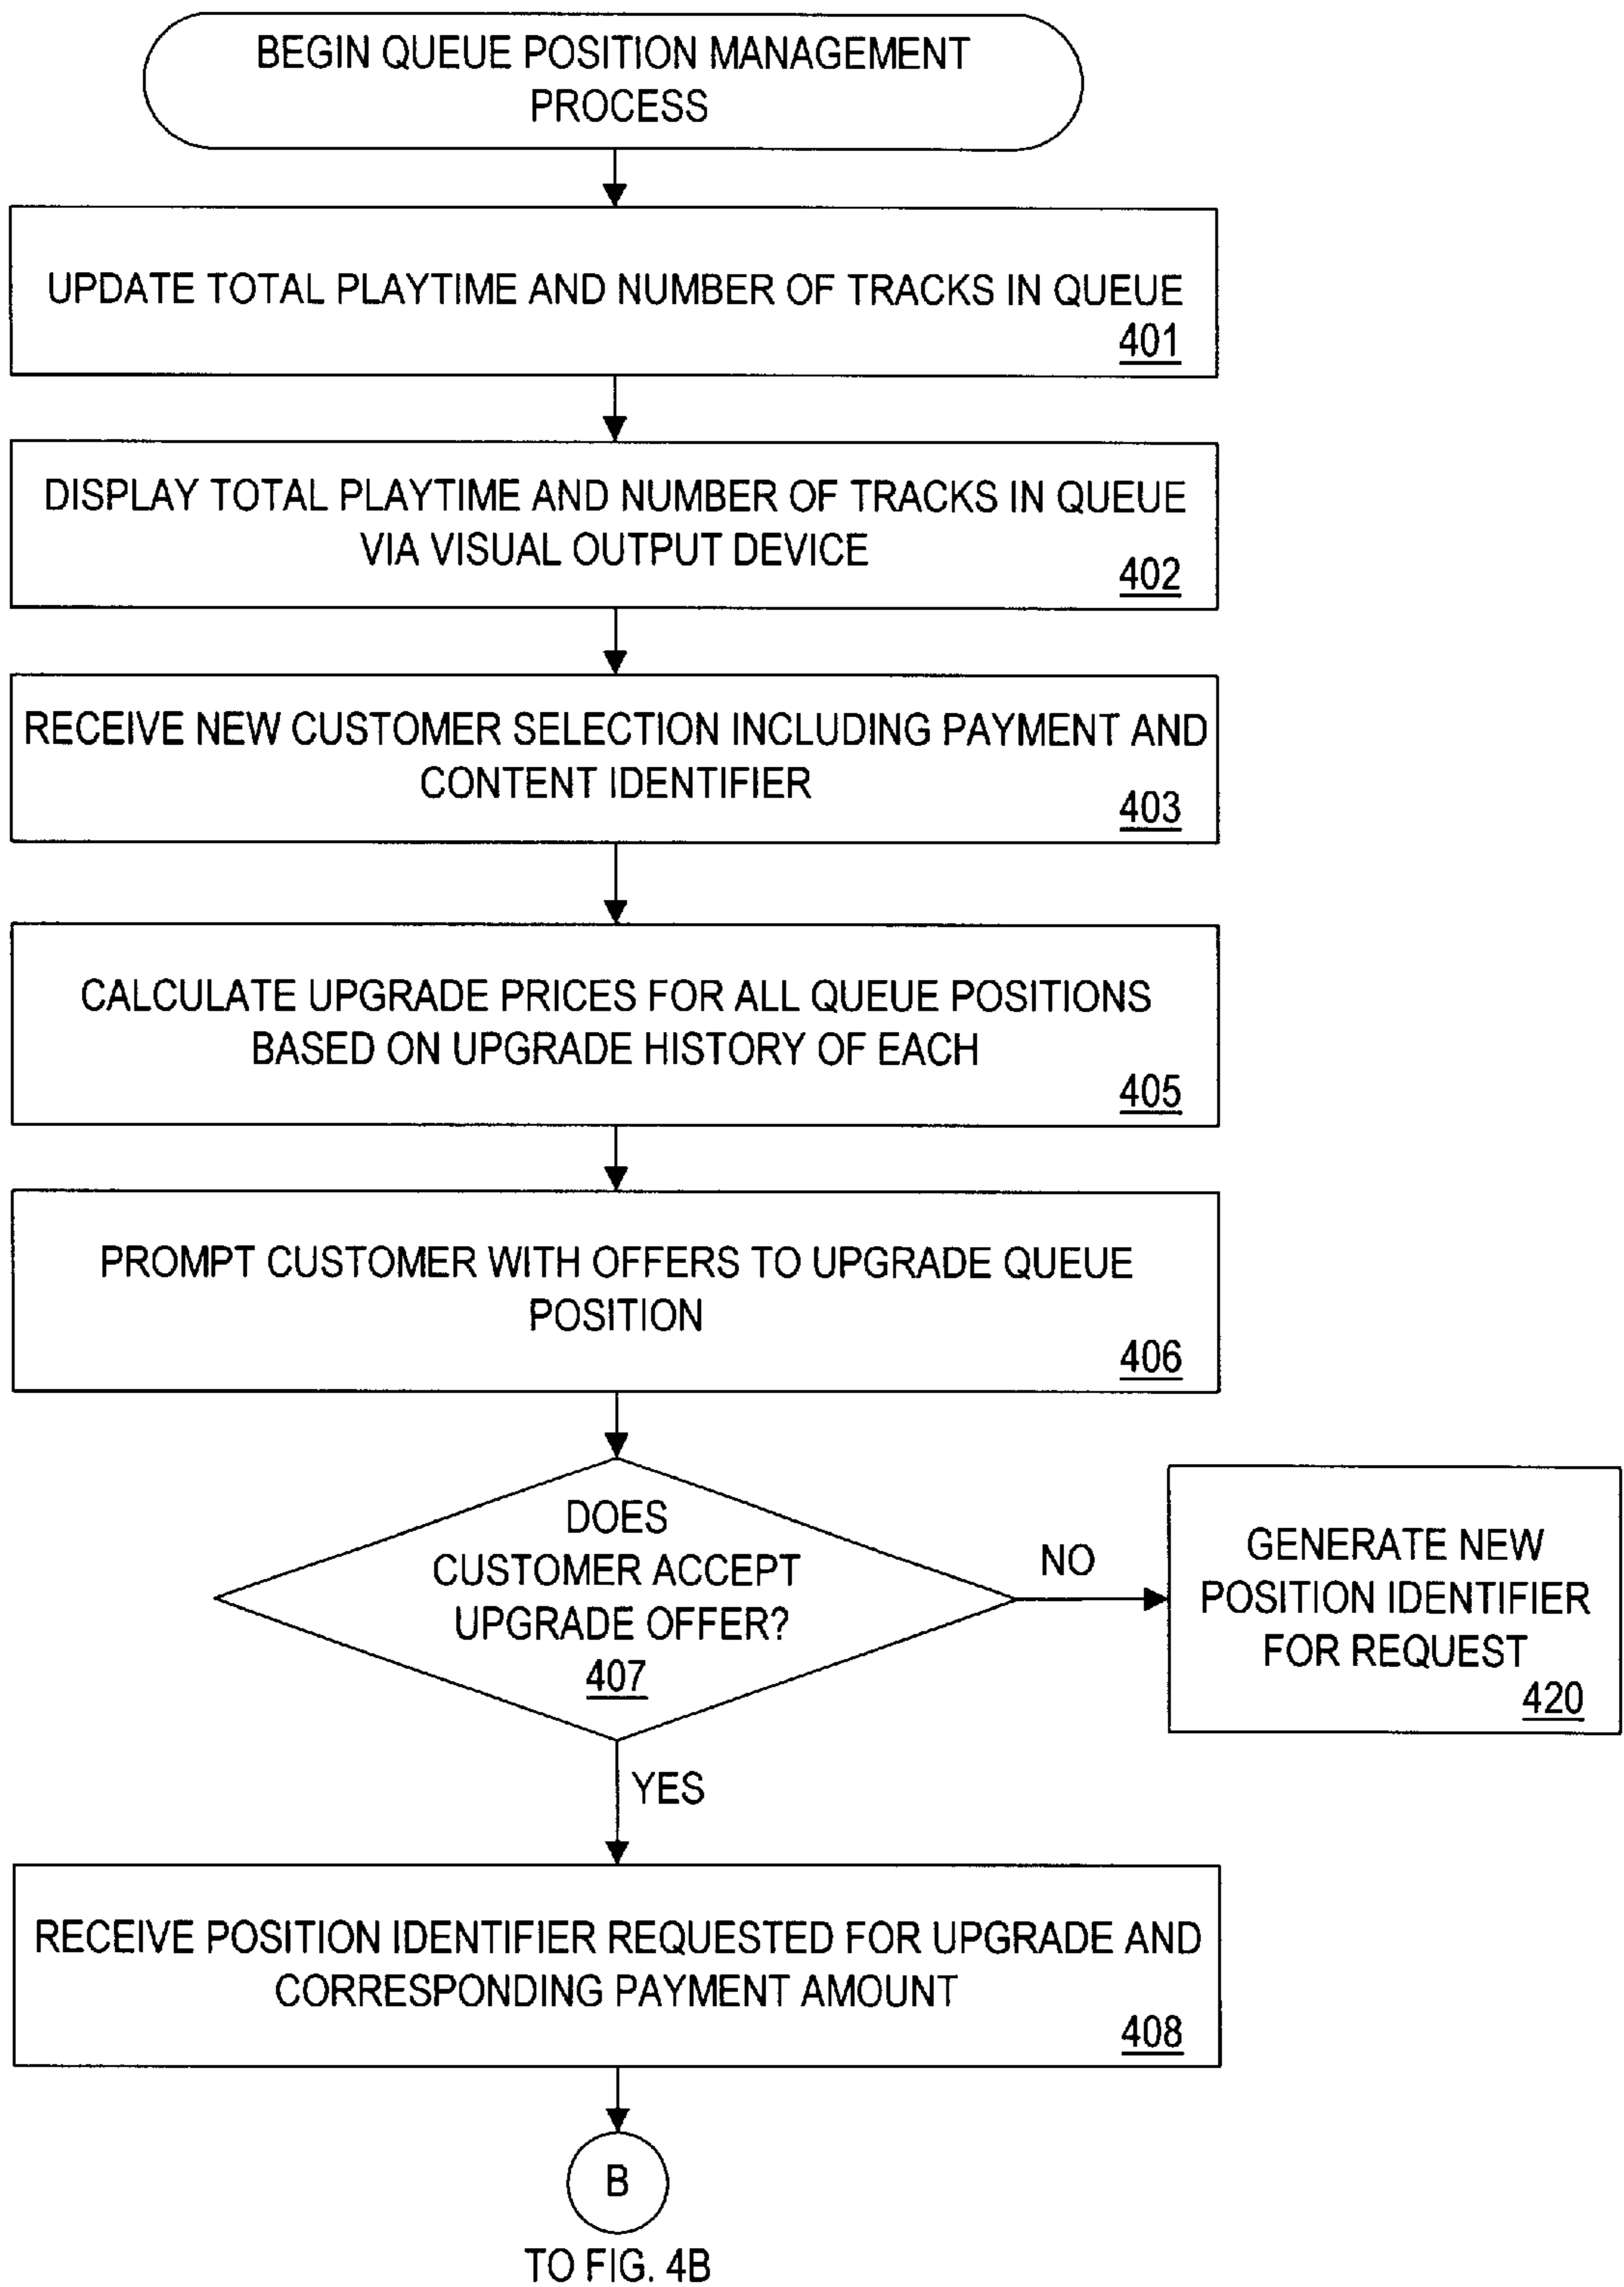 BEGIN QUEUE POSITION MANAGEMENT
PROCESS
UPDATE TOTAL PLAYTIME AND NUMBER OF TRACKS IN QUEUE
401
DISPLAY TOTAL PLAYTIME AND NUMBER OF TRACKS IN QUEUE
VIA VISUAL OUTPUT DEVICE
402
RECEIVE NEW CUSTOMER SELECTION INCLUDING PAYMENT AND
CONTENT IDENTIFIER
403
CALCULATE UPGRADE PRICES FOR ALL QUEUE POSITIONS
BASED ON UPGRADE HISTORY OF EACH
405
PROMPT CUSTOMER WITH OFFERS TO UPGRADE QUEUE
POSITION
406
DOES
CUSTOMER ACCEPT
UPGRADE OFFER?
407
NO
GENERATE NEW
POSITION IDENTIFIER
FOR REQUEST
420
YES
RECEIVE POSITION IDENTIFIER REQUESTED FOR UPGRADE AND
CORRESPONDING PAYMENT AMOUNT
408
B
TO FIG. 4B